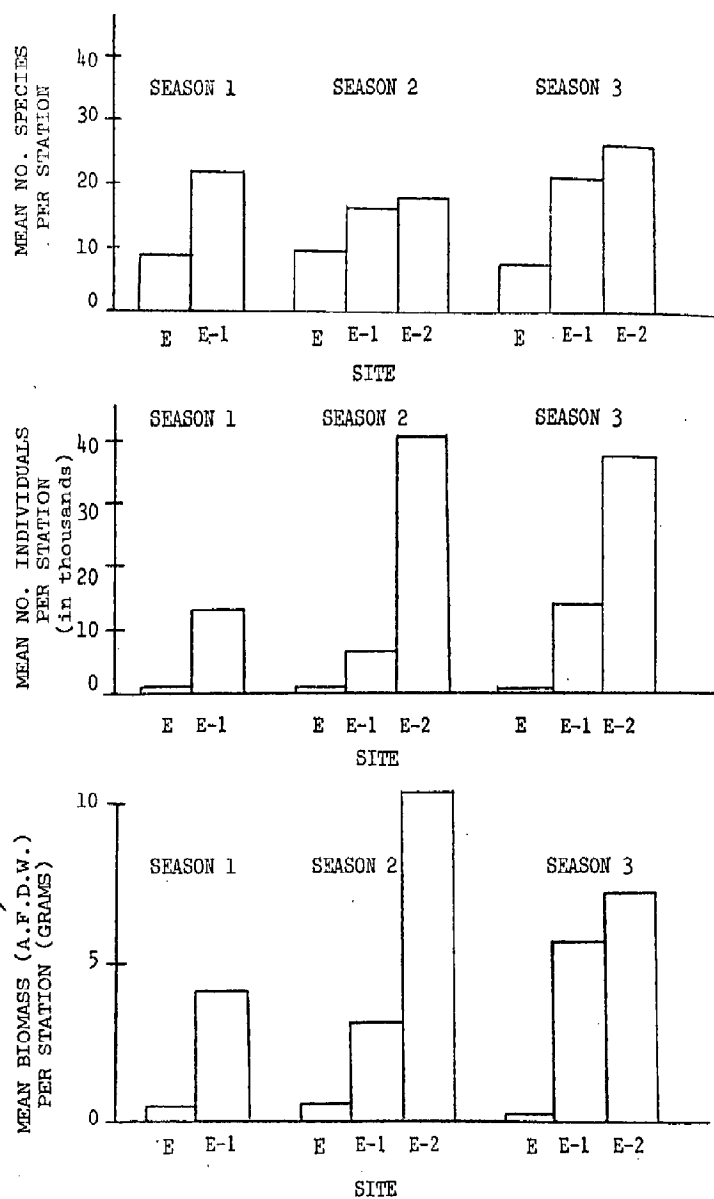 MEAN NO. SPECIES
PER STATION
40
30
20
10
0
SEASON 1
SEASON 2
SEASON 3
E E-1
E E-1 E-2
E E-1 E-2
SITE
MEAN NO. INDIVIDUALS
PER STATION
(in thousands)
40
30
20
10
0
SEASON 1
SEASON 2
SEASON 3
E E-1
E E-1 E-2
E E-1 E-2
SITE
MEAN BIOMASS (A.F.D.W.)
PER STATION (GRAMS)
10
5
0
SEASON 1
SEASON 2
SEASON 3
E E-1
E E-1 E-2
E E-1 E-2
SITE